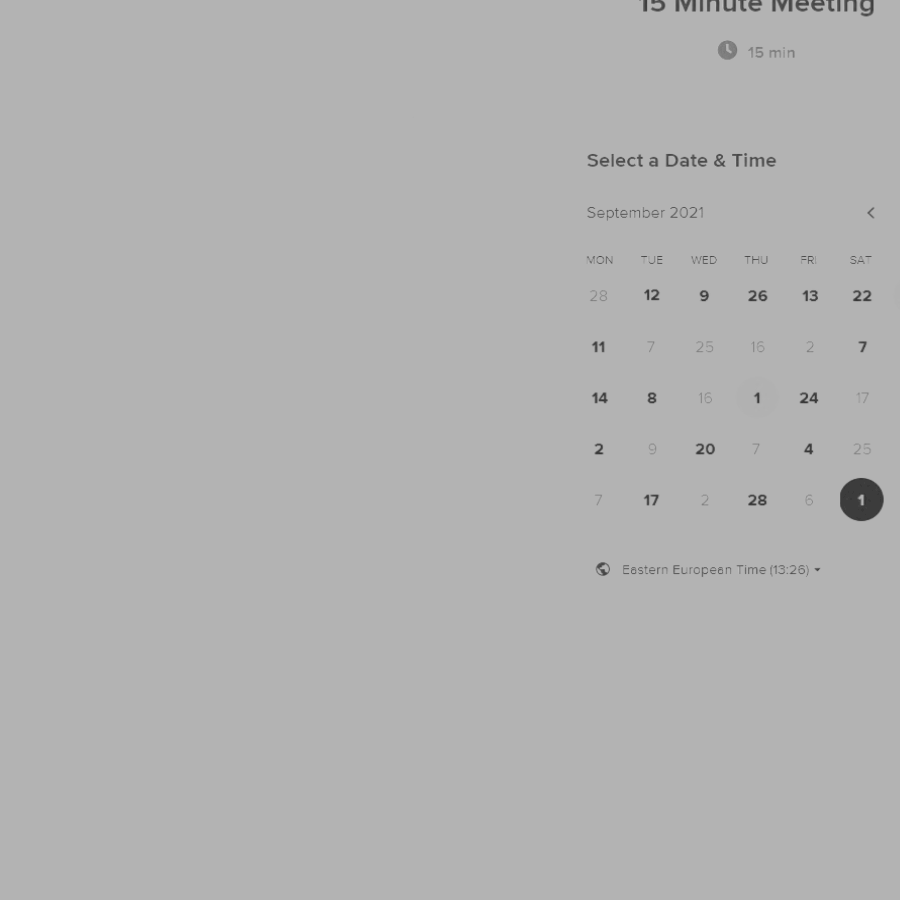 15 Minute Meeting
15 min
Select a Date & Time
September 2021
MON TUE WED THU FRI SAT
28 12 9 26 13 22
11 7 25 16 2 7
14 8 16 1 24 17
2 9 20 7 4 25
7 17 2 28 6 1
Eastern European Time (13:26)